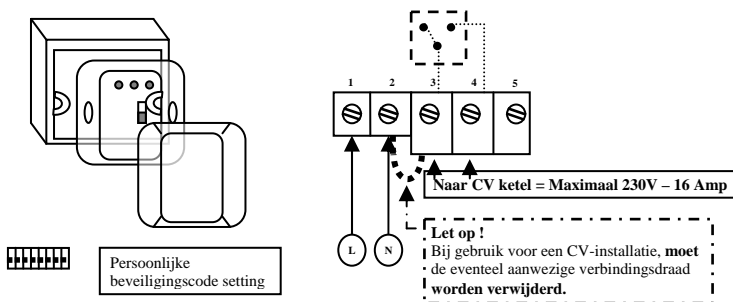 1 2 3 4 5
Naar CV ketel = Maximaal 230V – 16 Amp
L N
Let op !
Bij gebruik voor een CV-installatie, moet
de eventeel aanwezige verbindingsdraad
worden verwijderd.
Persoonlijke
beveiligingscode setting